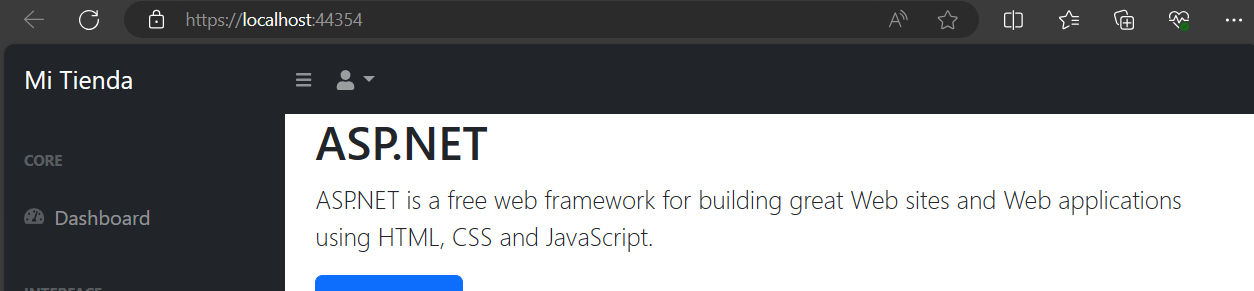 https://localhost:44354
Mi Tienda
CORE
Dashboard
INTERFACE
ASP.NET
ASP.NET is a free web framework for building great Web sites and Web applications
using HTML, CSS and JavaScript.